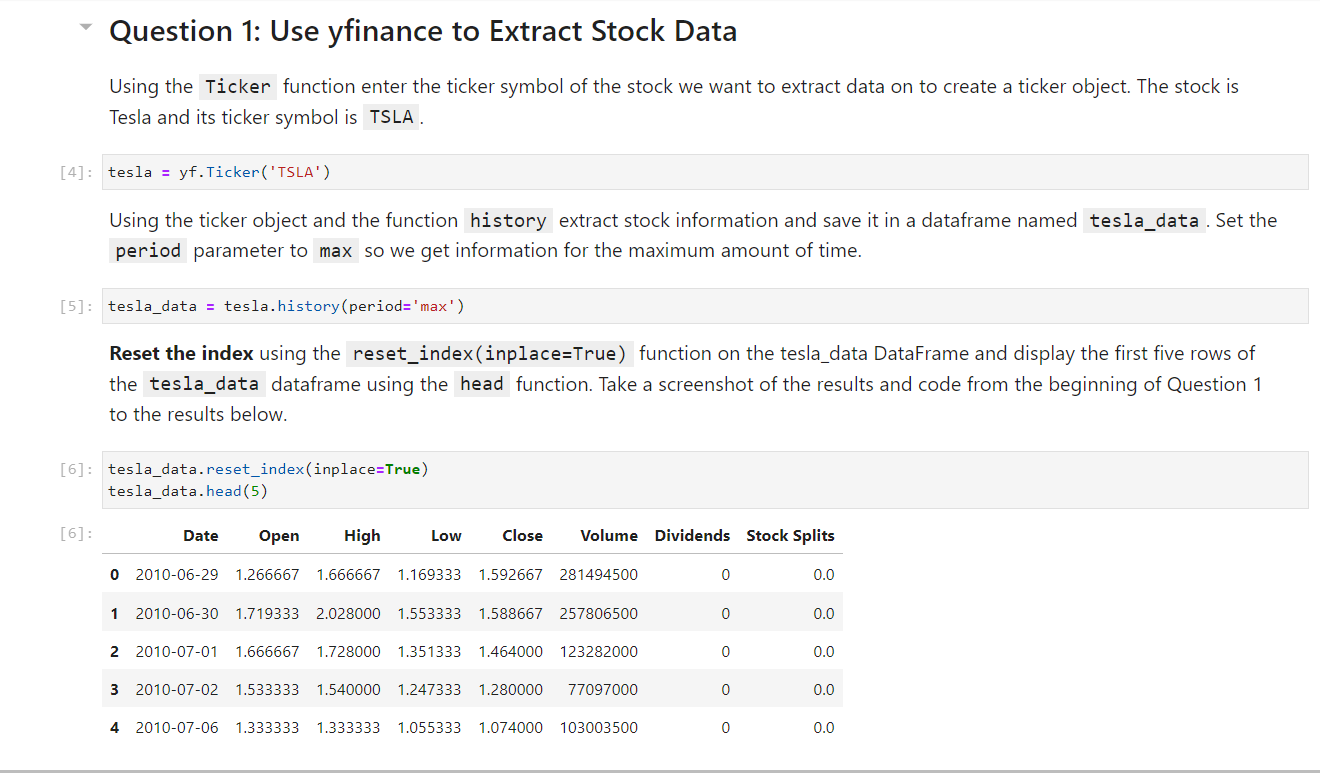 Question 1: Use yfinance to Extract Stock Data
Using the Ticker function enter the ticker symbol of the stock we want to extract data on to create a ticker object. The stock is
Tesla and its ticker symbol is TSLA .
[4]: tesla = yf.Ticker('TSLA')
Using the ticker object and the function history extract stock information and save it in a dataframe named tesla_data . Set the
period parameter to max so we get information for the maximum amount of time.
[5]: tesla_data = tesla.history(period='max')
Reset the index using the reset_index(inplace=True) function on the tesla_data DataFrame and display the first five rows of
the tesla_data dataframe using the head function. Take a screenshot of the results and code from the beginning of Question 1
to the results below.
[6]: tesla_data.reset_index(inplace=True)
tesla_data.head(5)
[6]: Date Open High Low Close Volume Dividends Stock Splits
0 2010-06-29 1.266667 1.666667 1.169333 1.592667 281494500 0 0.0
1 2010-06-30 1.719333 2.028000 1.553333 1.588667 257806500 0 0.0
2 2010-07-01 1.666667 1.728000 1.351333 1.464000 123282000 0 0.0
3 2010-07-02 1.533333 1.540000 1.247333 1.280000 77097000 0 0.0
4 2010-07-06 1.333333 1.333333 1.055333 1.074000 103003500 0 0.0